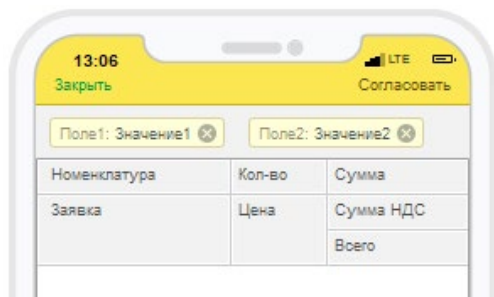 13:06 LTE
Закрыть Согласовать
Поле1: Значение1 Поле2: Значение2
Номенклатура Кол-во Сумма
Заявка Цена Сумма НДС
Всего